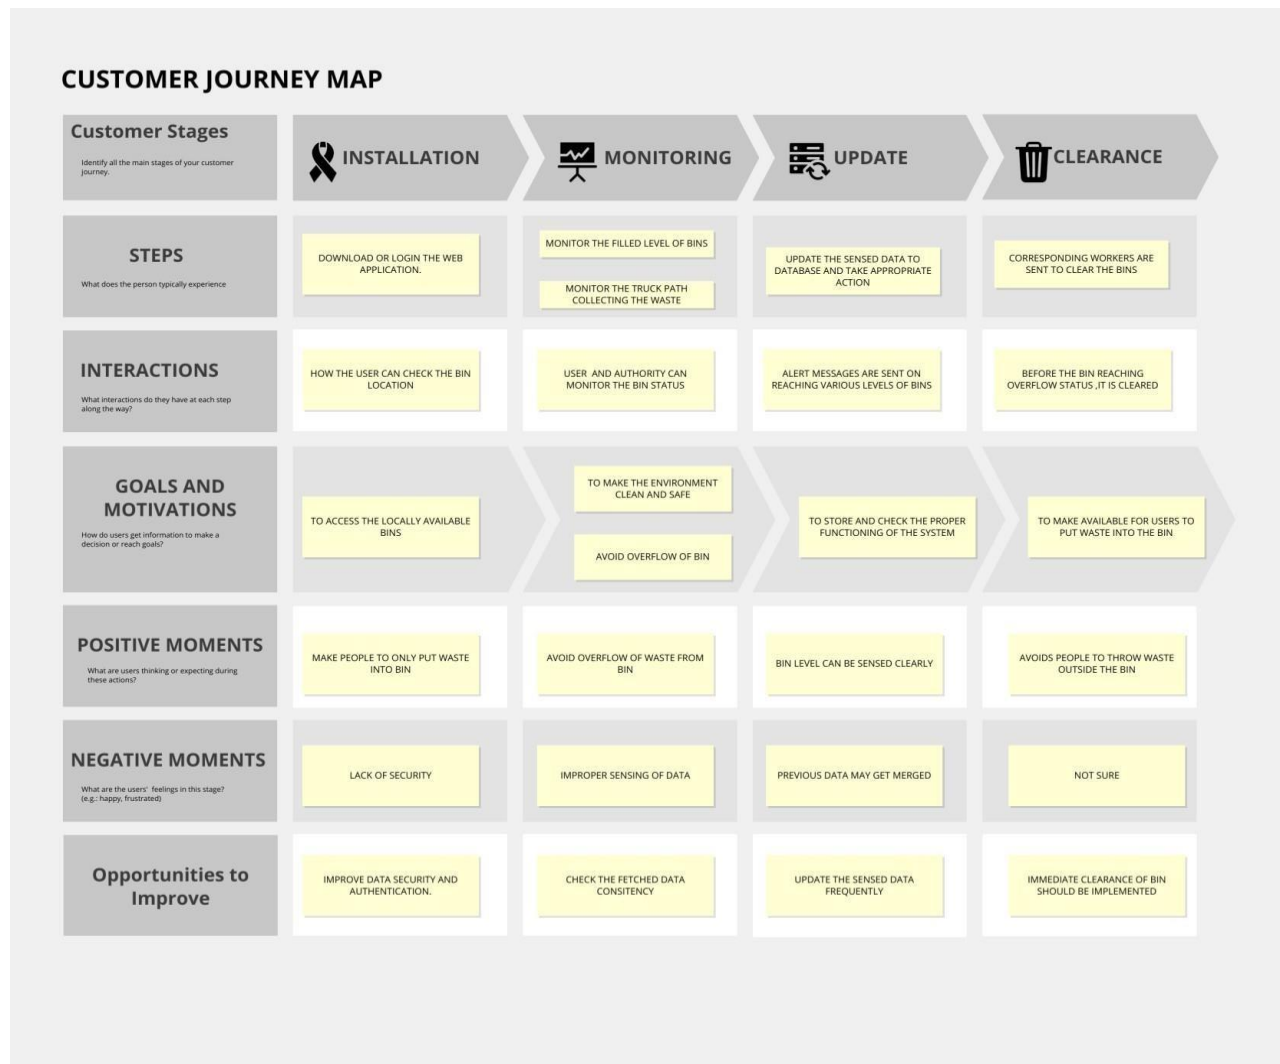 CUSTOMER JOURNEY MAP
Customer Stages
Identify all the main stages of your customer
journey.
INSTALLATION
MONITORING
UPDATE
CLEARANCE
STEPS
What does the person typically experience
DOWNLOAD OR LOGIN THE WEB
APPLICATION.
MONITOR THE FILLED LEVEL OF BINS
MONITOR THE TRUCK PATH
COLLECTING THE WASTE
UPDATE THE SENSED DATA TO
DATABASE AND TAKE APPROPRIATE
ACTION
CORRESPONDING WORKERS ARE
SENT TO CLEAR THE BINS
INTERACTIONS
What interactions do they have at each step
along the way?
HOW THE USER CAN CHECK THE BIN
LOCATION
USER AND AUTHORITY CAN
MONITOR THE BIN STATUS
ALERT MESSAGES ARE SENT ON
REACHING VARIOUS LEVELS OF BINS
BEFORE THE BIN REACHING
OVERFLOW STATUS ,IT IS CLEARED
GOALS AND
MOTIVATIONS
How do users get information to make a
decision or reach goals?
TO ACCESS THE LOCALLY AVAILABLE
BINS
TO MAKE THE ENVIRONMENT
CLEAN AND SAFE
AVOID OVERFLOW OF BIN
TO STORE AND CHECK THE PROPER
FUNCTIONING OF THE SYSTEM
TO MAKE AVAILABLE FOR USERS TO
PUT WASTE INTO THE BIN
POSITIVE MOMENTS
What are users thinking or expecting during
these actions?
MAKE PEOPLE TO ONLY PUT WASTE
INTO BIN
AVOID OVERFLOW OF WASTE FROM
BIN
BIN LEVEL CAN BE SENSED CLEARLY
AVOIDS PEOPLE TO THROW WASTE
OUTSIDE THE BIN
NEGATIVE MOMENTS
What are the users' feelings in this stage?
(e.g.: happy, frustrated)
LACK OF SECURITY
IMPROPER SENSING OF DATA
PREVIOUS DATA MAY GET MERGED
NOT SURE
Opportunities to
Improve
IMPROVE DATA SECURITY AND
AUTHENTICATION.
CHECK THE FETCHED DATA
CONSITENCY
UPDATE THE SENSED DATA
FREQUENTLY
IMMEDIATE CLEARANCE OF BIN
SHOULD BE IMPLEMENTED